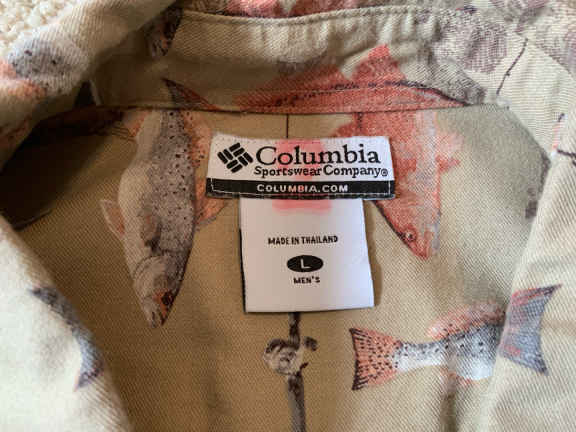 Columbia
Sportswear Company®
COLUMBIA.COM
MADE IN THAILAND
L
MEN'S